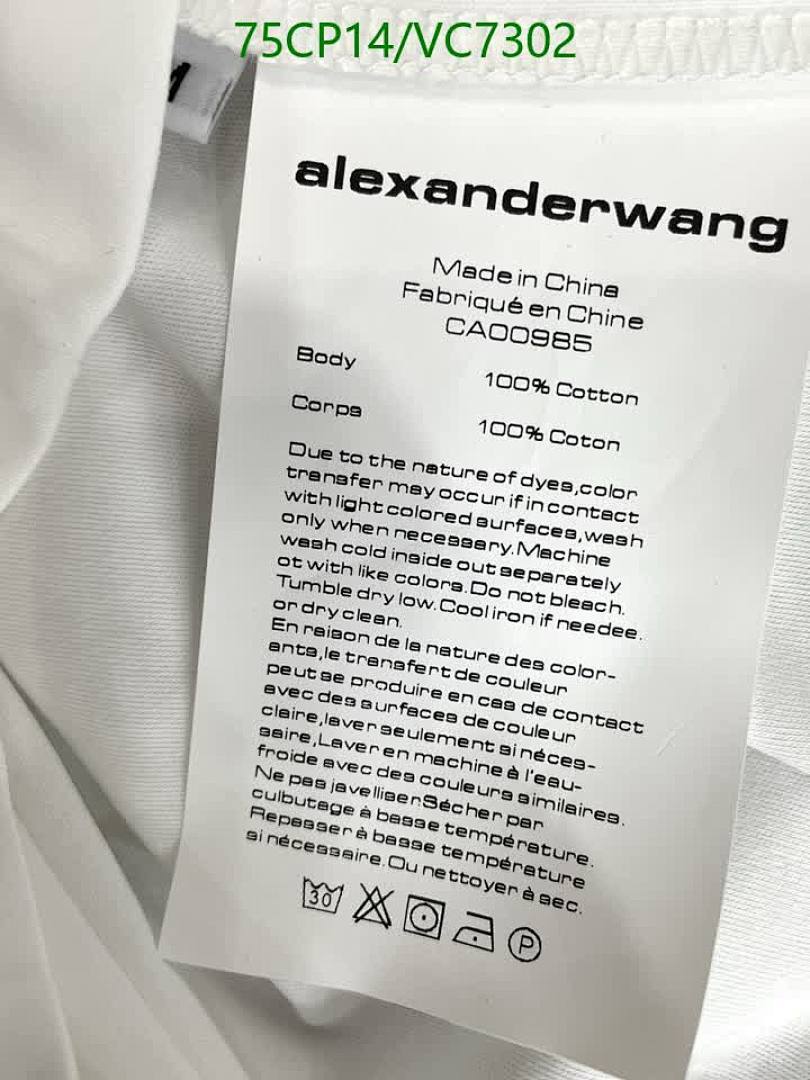 75CP14/VC7302
alexanderwang
Made in China
Fabriqué en Chine
CA00985
Body
100% Cotton
Corps
100% Coton
Due to the nature of dyes,color
transfer may occur if in contact
with light colored surfaces,wash
only when necessary.Machine
wash cold inside out separately
ot with like colors.Do not bleach.
Tumble dry low.Cool iron if needee.
or dry clean.
En raison de la nature des color-
ants,le transfert de couleur
peut se produire en cas de contact
avec des surfaces de couleur
claire,laver seulement si néces-
saire,Laver en machine à l'eau-
froide avec des couleurs similaires.
Ne pas javelliser.Sécher par
culbutage à basse température.
Repasser à basse température
si nécessaire.Ou nettoyer à sec.
30 P